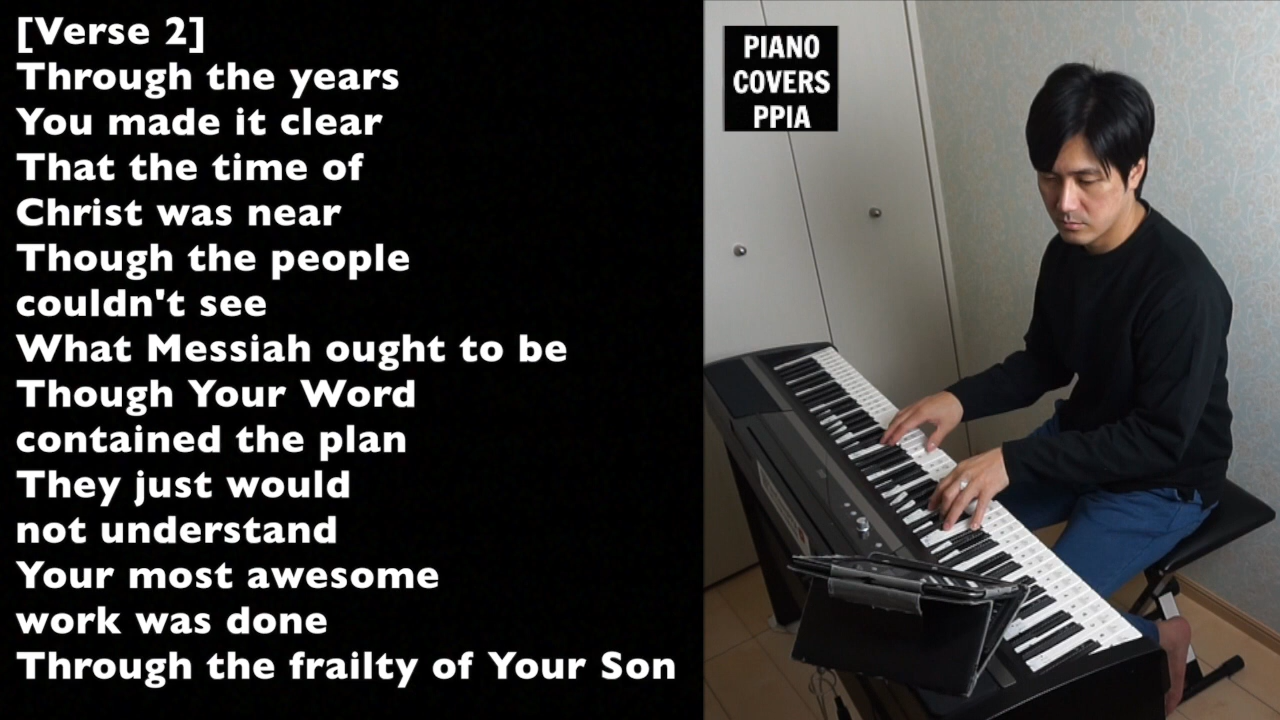 [Verse 2]
Through the years
You made it clear
That the time of
Christ was near
Though the people
couldn't see
What Messiah ought to be
Though Your Word
contained the plan
They just would
not understand
Your most awesome
work was done
Through the frailty of Your Son
PIANO
COVERS
PPIA